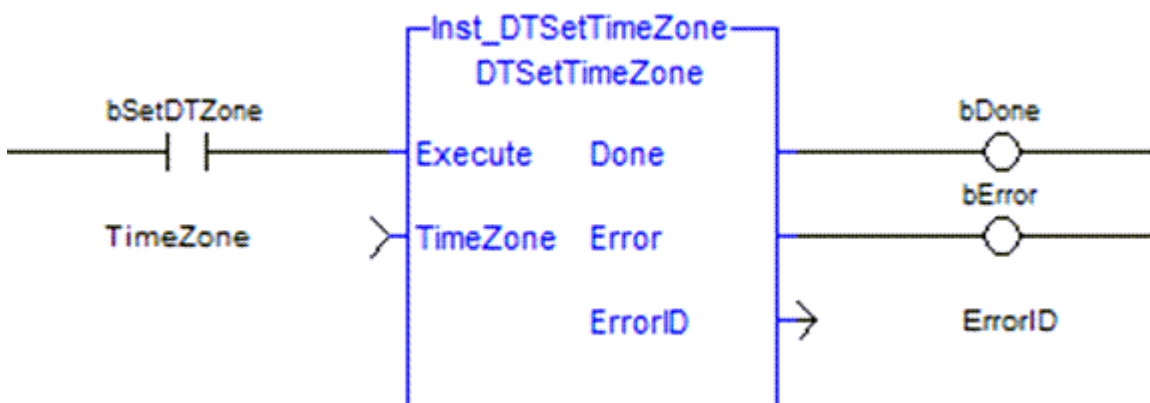 Inst_DTSetTimeZone
DTSetTimeZone
bSetDTZone
bDone
Execute Done
bError
TimeZone TimeZone Error
ErrorID ErrorID